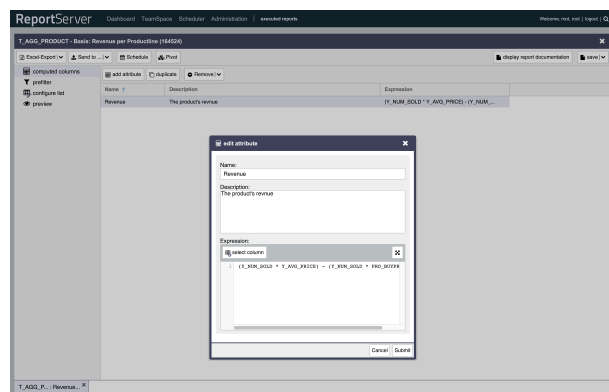 ReportServer Dashboard TeamSpace Scheduler Administration executed reports Welcome, root, root | logout |
T_AGG_PRODUCT - Basis: Revenue per Productline (164524)
Excel-Export Send to ... Schedule Pivot display report documentation save
computed columns add attribute duplicate Remove
prefilter
configure list
preview
Name Description Expression
Revenue The product's revnue (Y_NUM_SOLD * Y_AVG_PRICE) - (Y_NUM_...
edit attribute
Name:
Revenue
Description:
The product's revnue
Expression:
select column
1 (Y_NUM_SOLD * Y_AVG_PRICE) - (Y_NUM_SOLD * PRO_BUYPR
Cancel Submit
T_AGG_P... : Revenue...